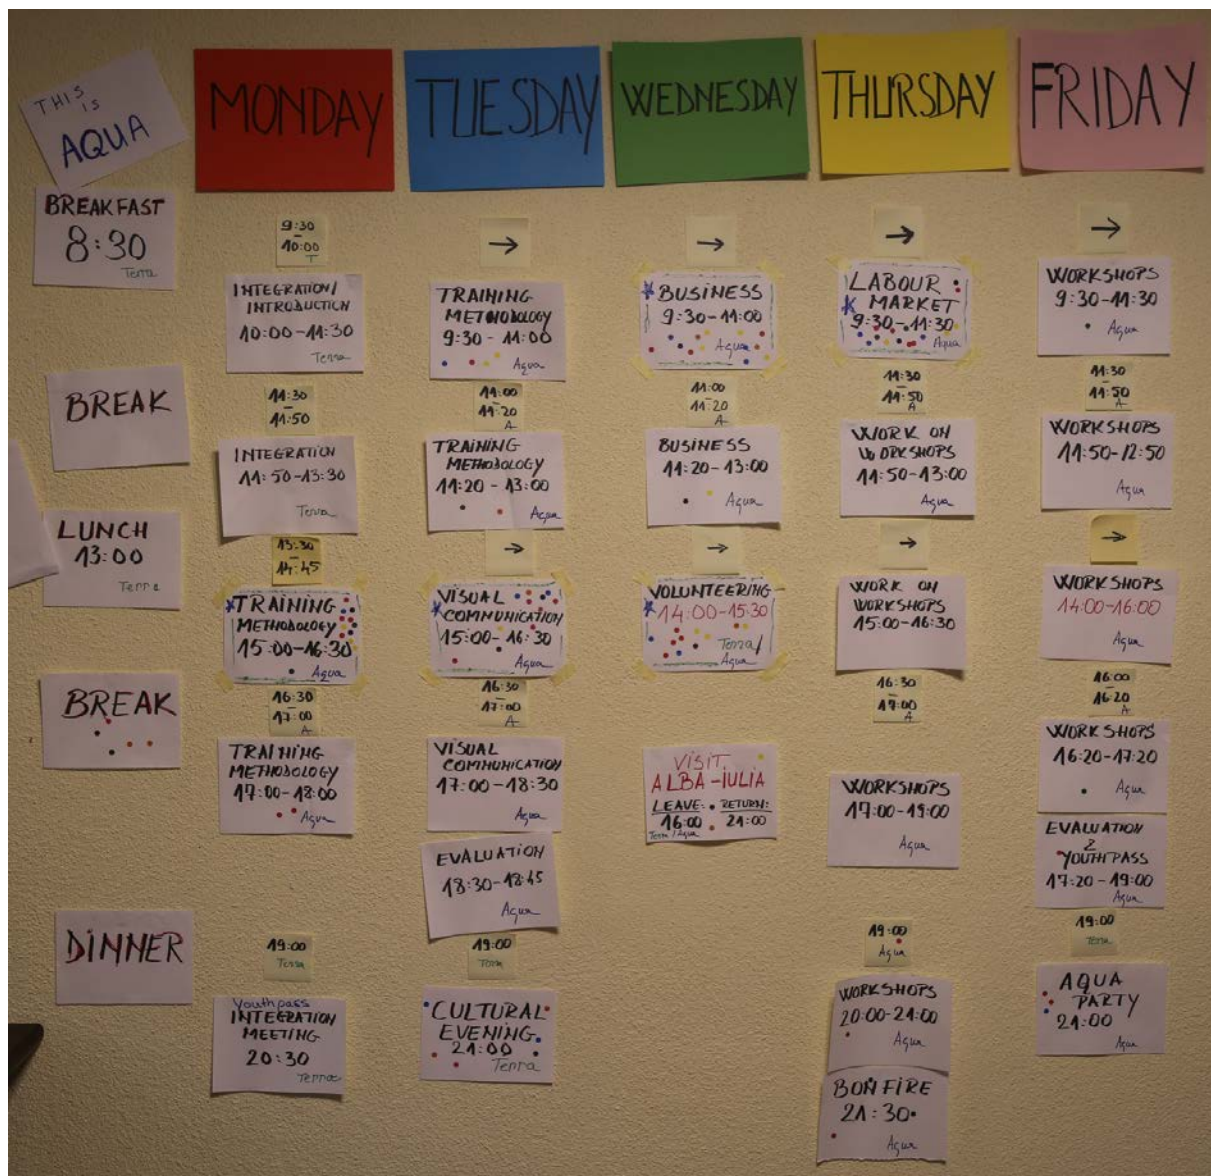 THIS
IS
AQUA
MONDAY
TUESDAY
WEDNESDAY
THURSDAY
FRIDAY
BREAKFAST
8:30
Terra
9:30
–
10:00
T
→
→
→
→
INTEGRATION/
INTRODUCTION
10:00-11:30
Terra
TRAINING
METHODOLOGY
9:30 - 11:00
Aqua
BUSINESS
9:30-11:00
Aqua
LABOUR
MARKET
9:30-11:30
Aqua
WORKSHOPS
9:30-11:30
Aqua
BREAK
11:30
–
11:50
11:00
–
11:20
A
11:00
–
11:20
A
11:30
–
11:50
A
11:30
–
11:50
A
INTEGRATION
11:50-13:30
Terra
TRAINING
METHODOLOGY
11:20 - 13:00
Aqua
BUSINESS
11:20-13:00
Aqua
WORK ON
WORKSHOPS
11:50-13:00
Aqua
WORKSHOPS
11:50-12:50
Aqua
LUNCH
13:00
Terra
13:30
–
14:45
→
→
→
→
TRAINING
METHODOLOGY
15:00-16:30
Aqua
VISUAL
COMMUNICATION
15:00-16:30
Aqua
VOLUNTEERING
14:00-15:30
Terra/
Aqua
WORK ON
WORKSHOPS
15:00-16:30
WORKSHOPS
14:00-16:00
Aqua
BREAK
16:30
–
17:00
A
16:30
–
17:00
A
16:30
–
17:00
A
16:00
–
16:20
A
TRAINING
METHODOLOGY
17:00-18:00
Aqua
VISUAL
COMMUNICATION
17:00-18:30
Aqua
VISIT
ALBA-IULIA
LEAVE: RETURN:
16:00 21:00
Terra/Aqua
WORKSHOPS
17:00-19:00
Aqua
WORKSHOPS
16:20-17:20
Aqua
EVALUATION
18:30-18:45
Aqua
EVALUATION
&
YOUTHPASS
17:20-19:00
Aqua
DINNER
19:00
Terra
19:00
Terra
19:00
Aqua
19:00
Terra
Youthpass
INTEGRATION
MEETING
20:30
Terra
CULTURAL
EVENING
21:00
Terra
WORKSHOPS
20:00-21:00
Aqua
AQUA
PARTY
21:00
Aqua
BONFIRE
21:30
Aqua